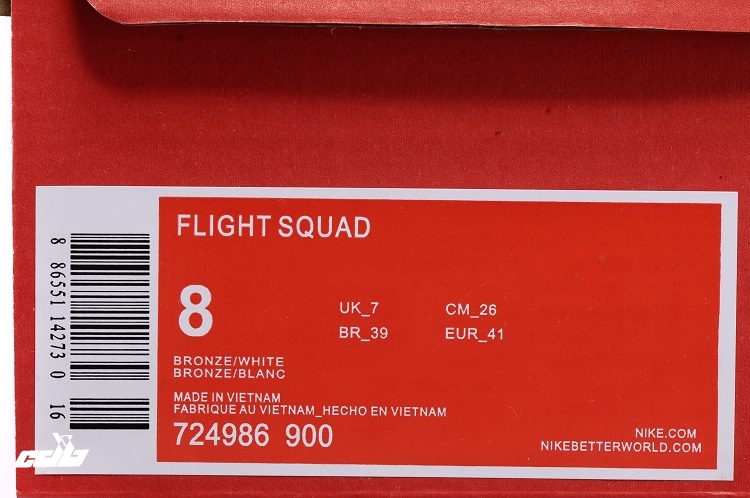 FLIGHT SQUAD
8
UK_7 CM_26
BR_39 EUR_41
BRONZE/WHITE
BRONZE/BLANC
MADE IN VIETNAM
FABRIQUE AU VIETNAM_HECHO EN VIETNAM
724986 900
NIKE.COM
NIKEBETTERWORLD.COM
8 86551 14273 0 16
cdb